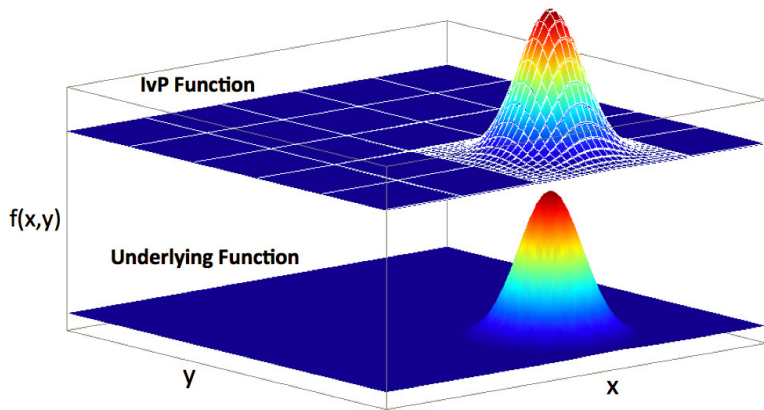 IvP Function
f(x,y)
Underlying Function
y
x